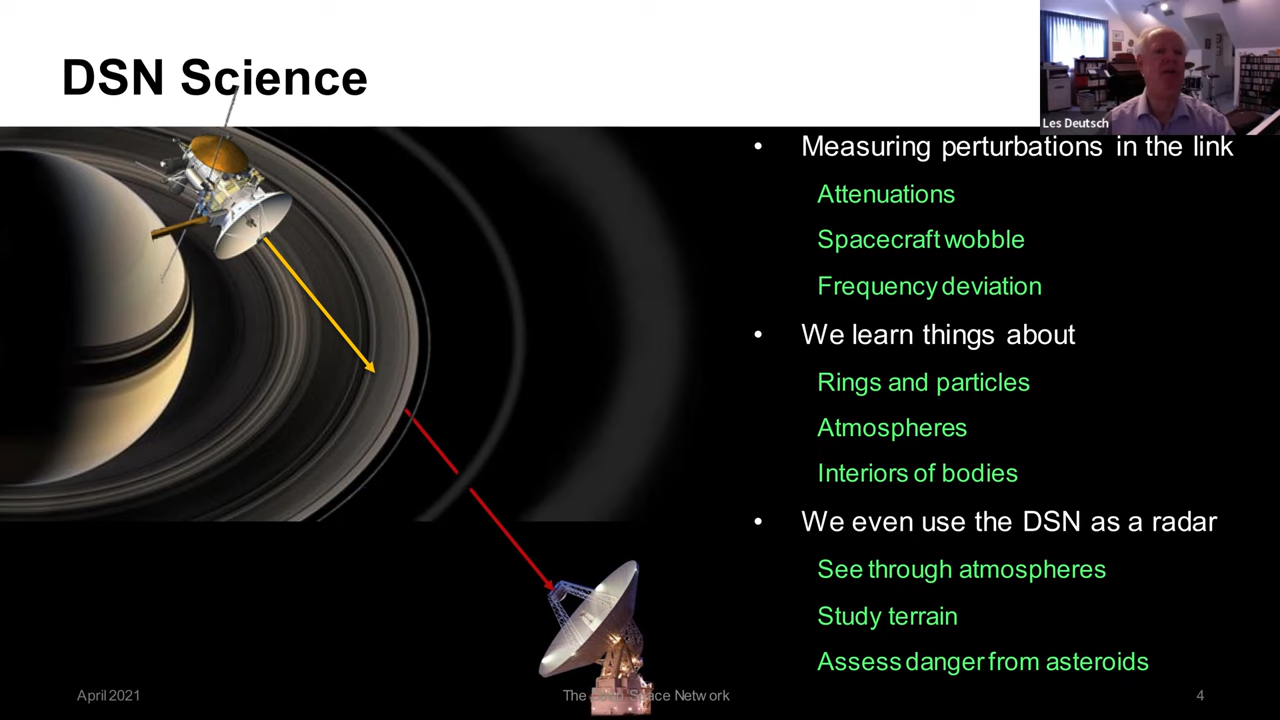 DSN Science
Les Deutsch
• Measuring perturbations in the link
Attenuations
Spacecraft wobble
Frequency deviation
• We learn things about
Rings and particles
Atmospheres
Interiors of bodies
• We even use the DSN as a radar
See through atmospheres
Study terrain
Assess danger from asteroids
April 2021
The Deep Space Network
4